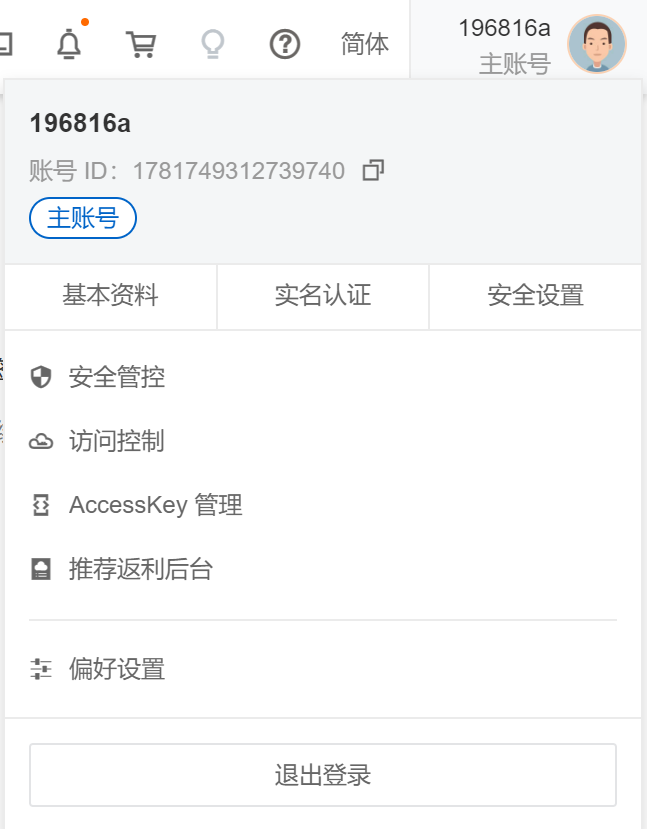 简体
196816a
主账号
196816a
账号 ID：1781749312739740
主账号
基本资料
实名认证
安全设置
安全管控
访问控制
AccessKey 管理
推荐返利后台
偏好设置
退出登录